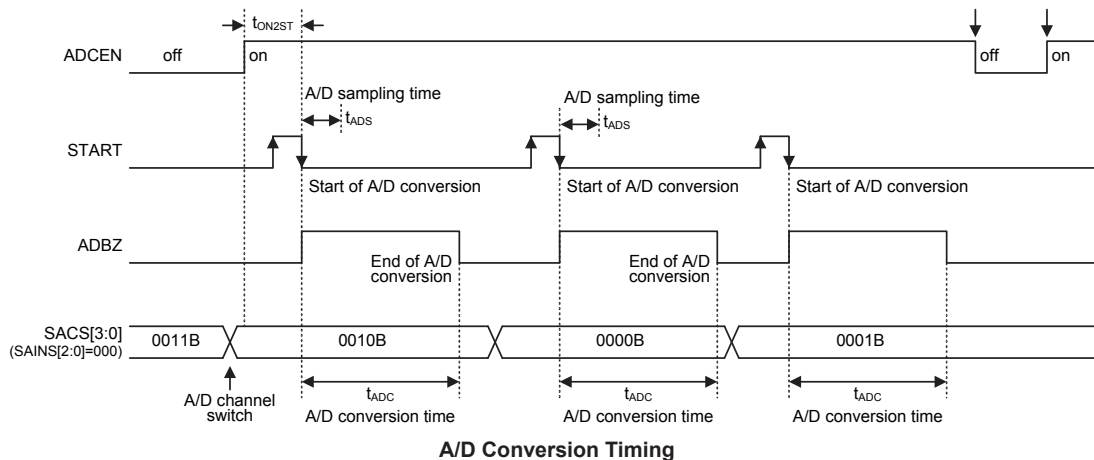 tON2ST
ADCEN off on off on
A/D sampling time A/D sampling time
tADS tADS
START
Start of A/D conversion Start of A/D conversion Start of A/D conversion
ADBZ
End of A/D conversion End of A/D conversion
SACS[3:0]
(SAINS[2:0]=000)
0011B 0010B 0000B 0001B
A/D channel
switch
tADC tADC tADC
A/D conversion time A/D conversion time A/D conversion time
A/D Conversion Timing